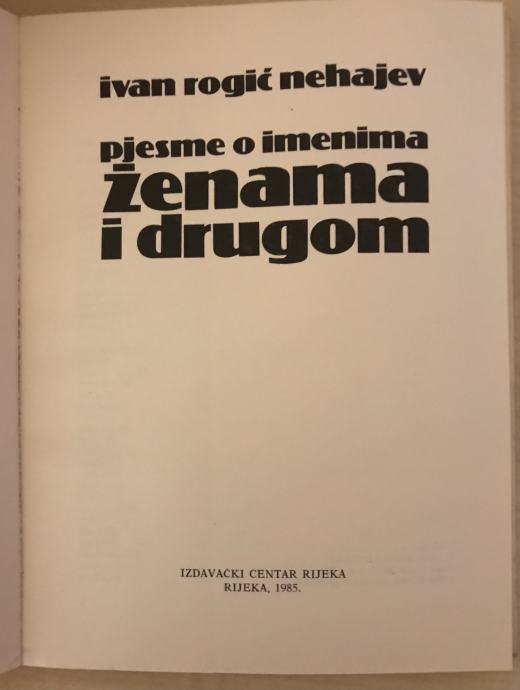 ivan rogić nehajev
pjesme o imenima
ženama
i drugom
IZDAVAČKI CENTAR RIJEKA
RIJEKA, 1985.